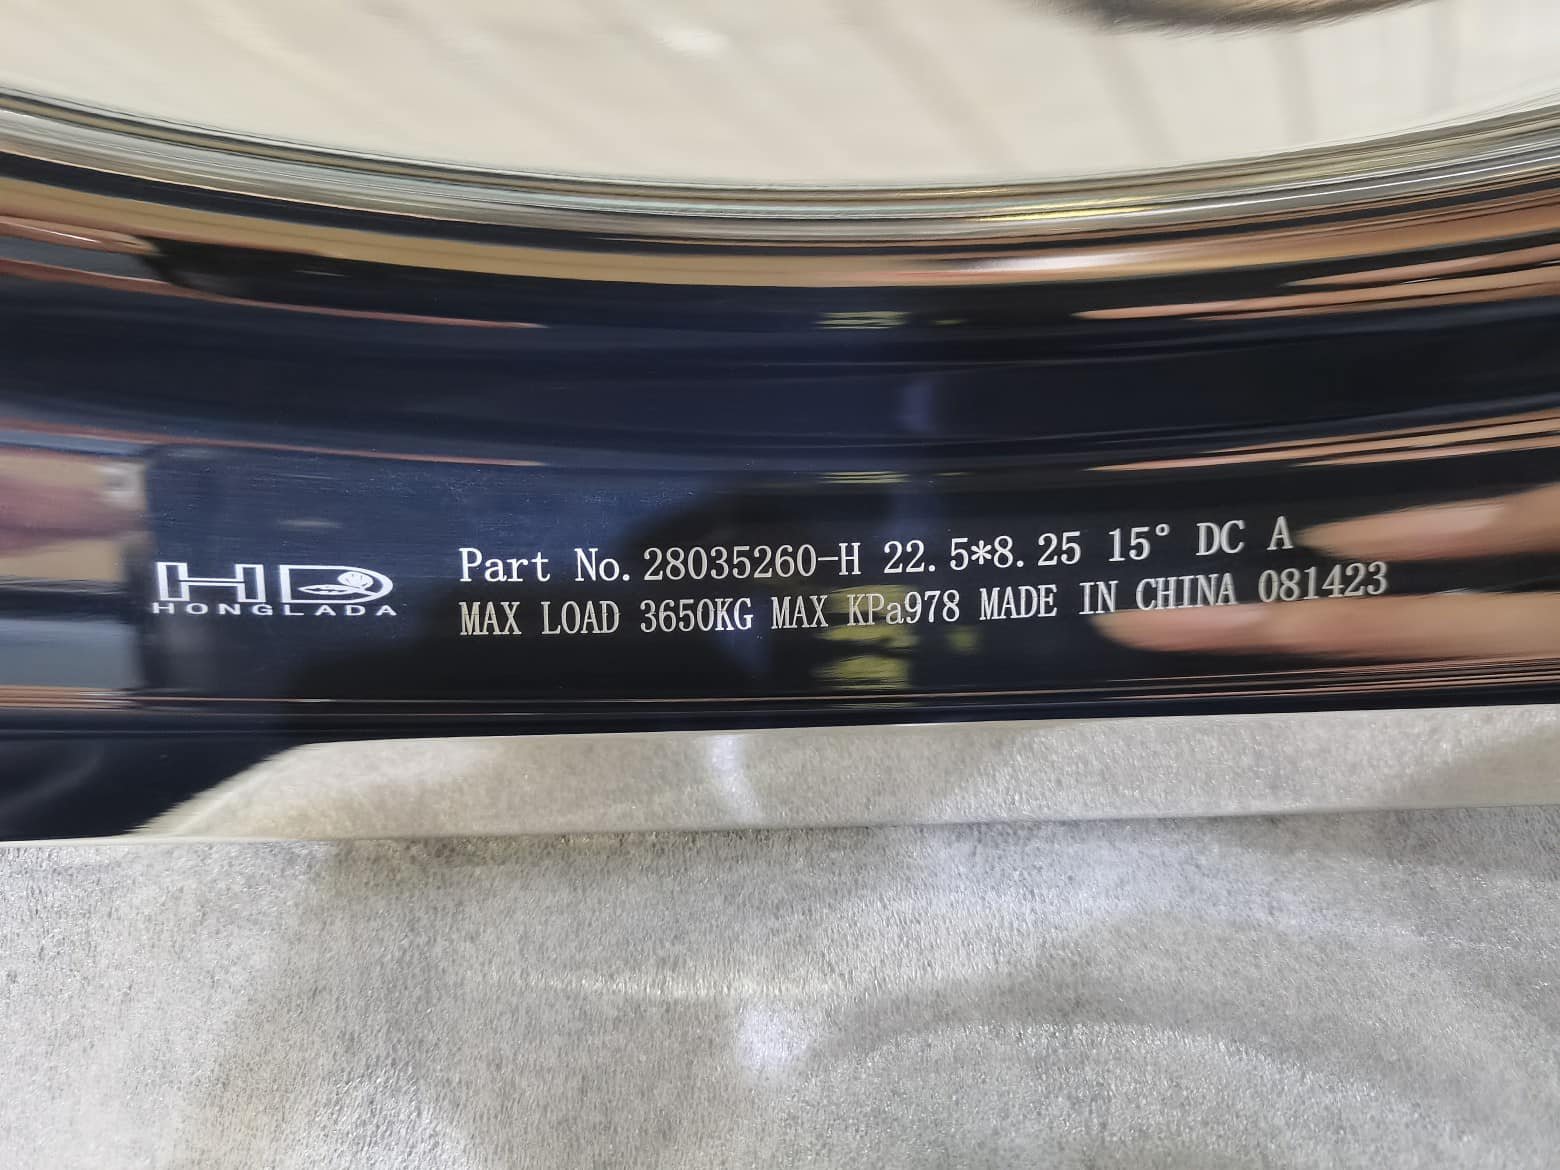 HD
HONGLADA
Part No. 28035260-H 22.5*8.25 15° DC A
MAX LOAD 3650KG MAX KPa978 MADE IN CHINA 081423